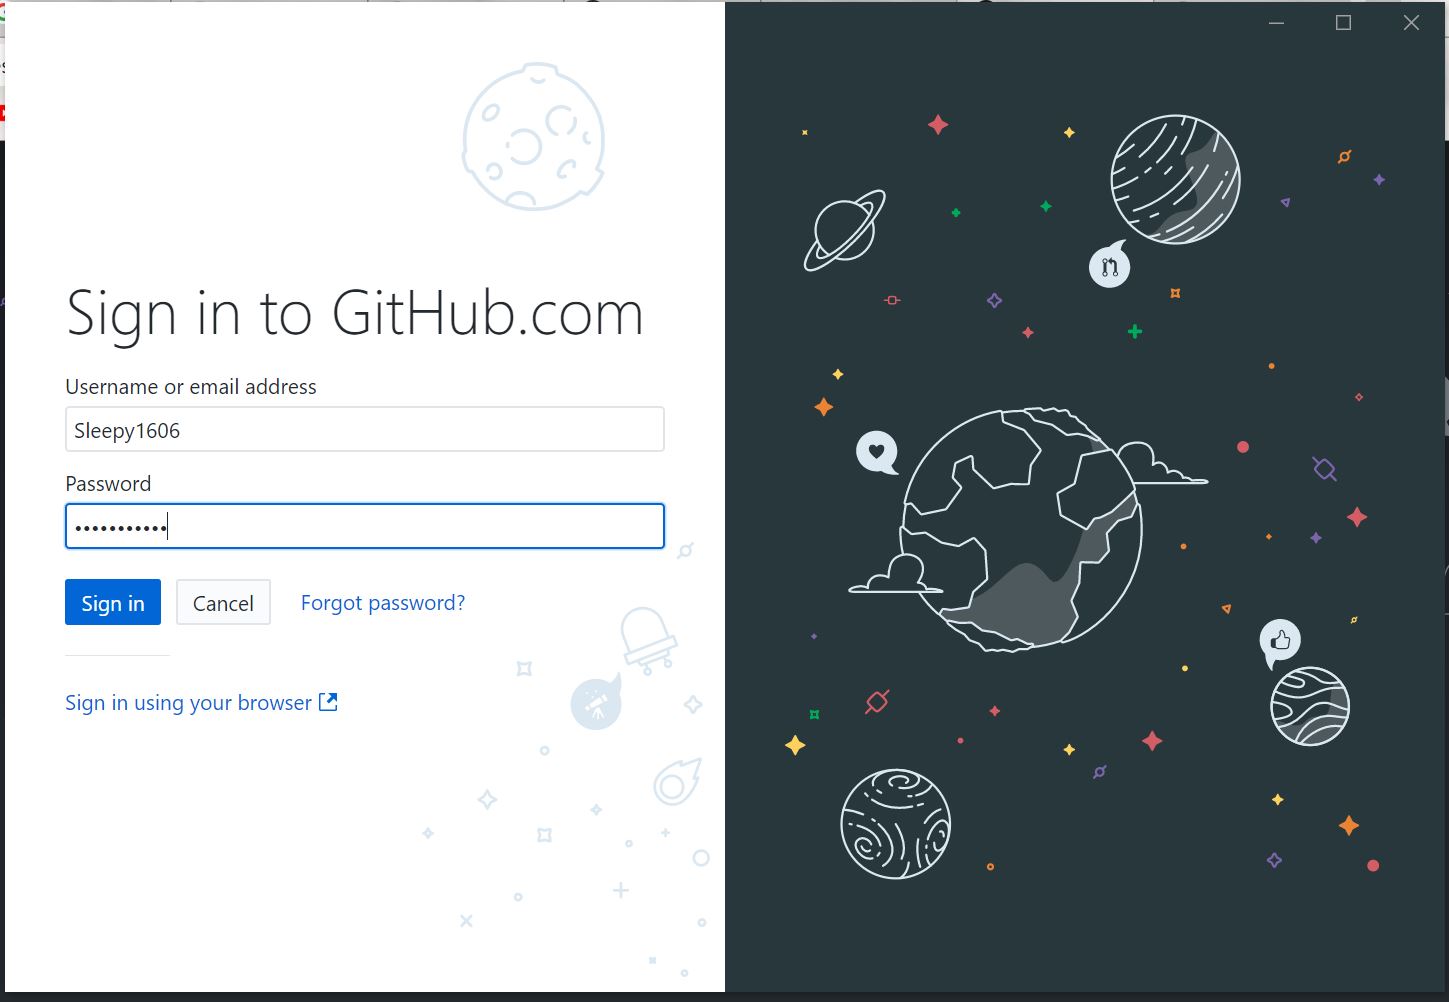 Sign in to GitHub.com
Username or email address
Sleepy1606
Password
•••••••••••
Sign in
Cancel
Forgot password?
Sign in using your browser